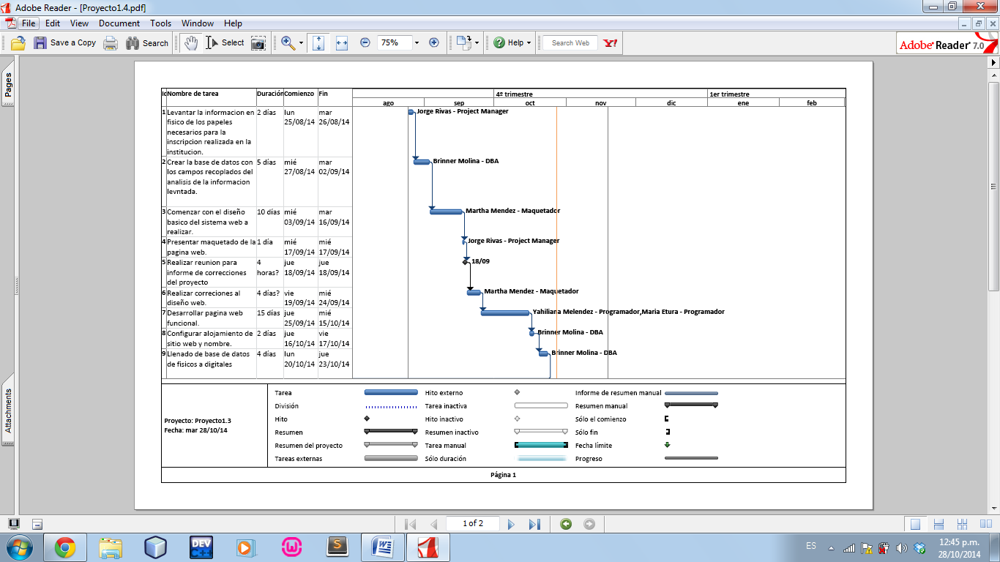 Adobe Reader - [Proyecto1.4.pdf]
File Edit View Document Tools Window Help
Save a Copy Search Select 75% Help Search Web Y! Adobe Reader 7.0
Pages
Attachments
Id Nombre de tarea Duración Comienzo Fin
4º trimestre 1er trimestre
ago sep oct nov dic ene feb
1 Levantar la informacion en 2 días lun mar Jorge Rivas - Project Manager
fisico de los papeles 25/08/14 26/08/14
necesarios para la
inscripcion realizada en la
institucion.
2 Crear la base de datos con 5 días mié mar Brinner Molina - DBA
los campos recoplados del 27/08/14 02/09/14
analisis de la informacion
levntada.
3 Comenzar con el diseño 10 días mié mar Martha Mendez - Maquetador
basico del sistema web a 03/09/14 16/09/14
realizar.
4 Presentar maquetado de la 1 día mié mié Jorge Rivas - Project Manager
pagina web. 17/09/14 17/09/14
5 Realizar reunion para 4 jue jue 18/09
informe de correcciones horas? 18/09/14 18/09/14
del proyecto
6 Realizar correciones al 4 días? vie mié Martha Mendez - Maquetador
diseño web. 19/09/14 24/09/14
7 Desarrollar pagina web 15 días jue mié Yahiliana Melendez - Programador,Maria Etura - Programador
funcional. 25/09/14 15/10/14
8 Configurar alojamiento de 2 días jue vie Brinner Molina - DBA
sitio web y nombre. 16/10/14 17/10/14
9 Llenado de base de datos 4 días lun jue Brinner Molina - DBA
de fisicos a digitales 20/10/14 23/10/14
Proyecto: Proyecto1.3
Fecha: mar 28/10/14
Tarea Hito externo Informe de resumen manual
División Tarea inactiva Resumen manual
Hito Hito inactivo Sólo el comienzo
Resumen Resumen inactivo Sólo fin
Resumen del proyecto Tarea manual Fecha límite
Tareas externas Sólo duración Progreso
Página 1
1 of 2
DEV C++ S W
ES 12:45 p.m.
28/10/2014